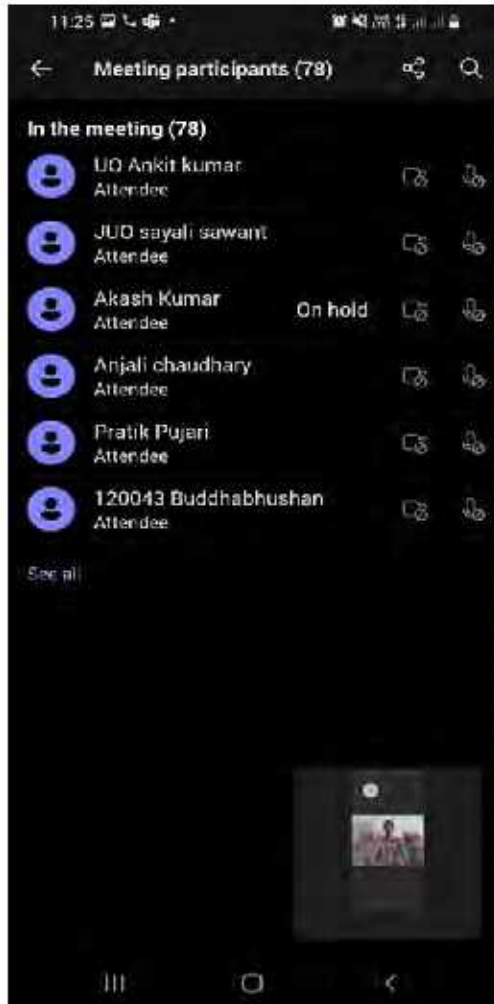 11:25
Meeting participants (78)
In the meeting (78)
UO Ankit kumar
Attendee
JUO sayali sawant
Attendee
Akash Kumar
Attendee
On hold
Anjali chaudhary
Attendee
Pratik Pujari
Attendee
120043 Buddhabhushan
Attendee
See all